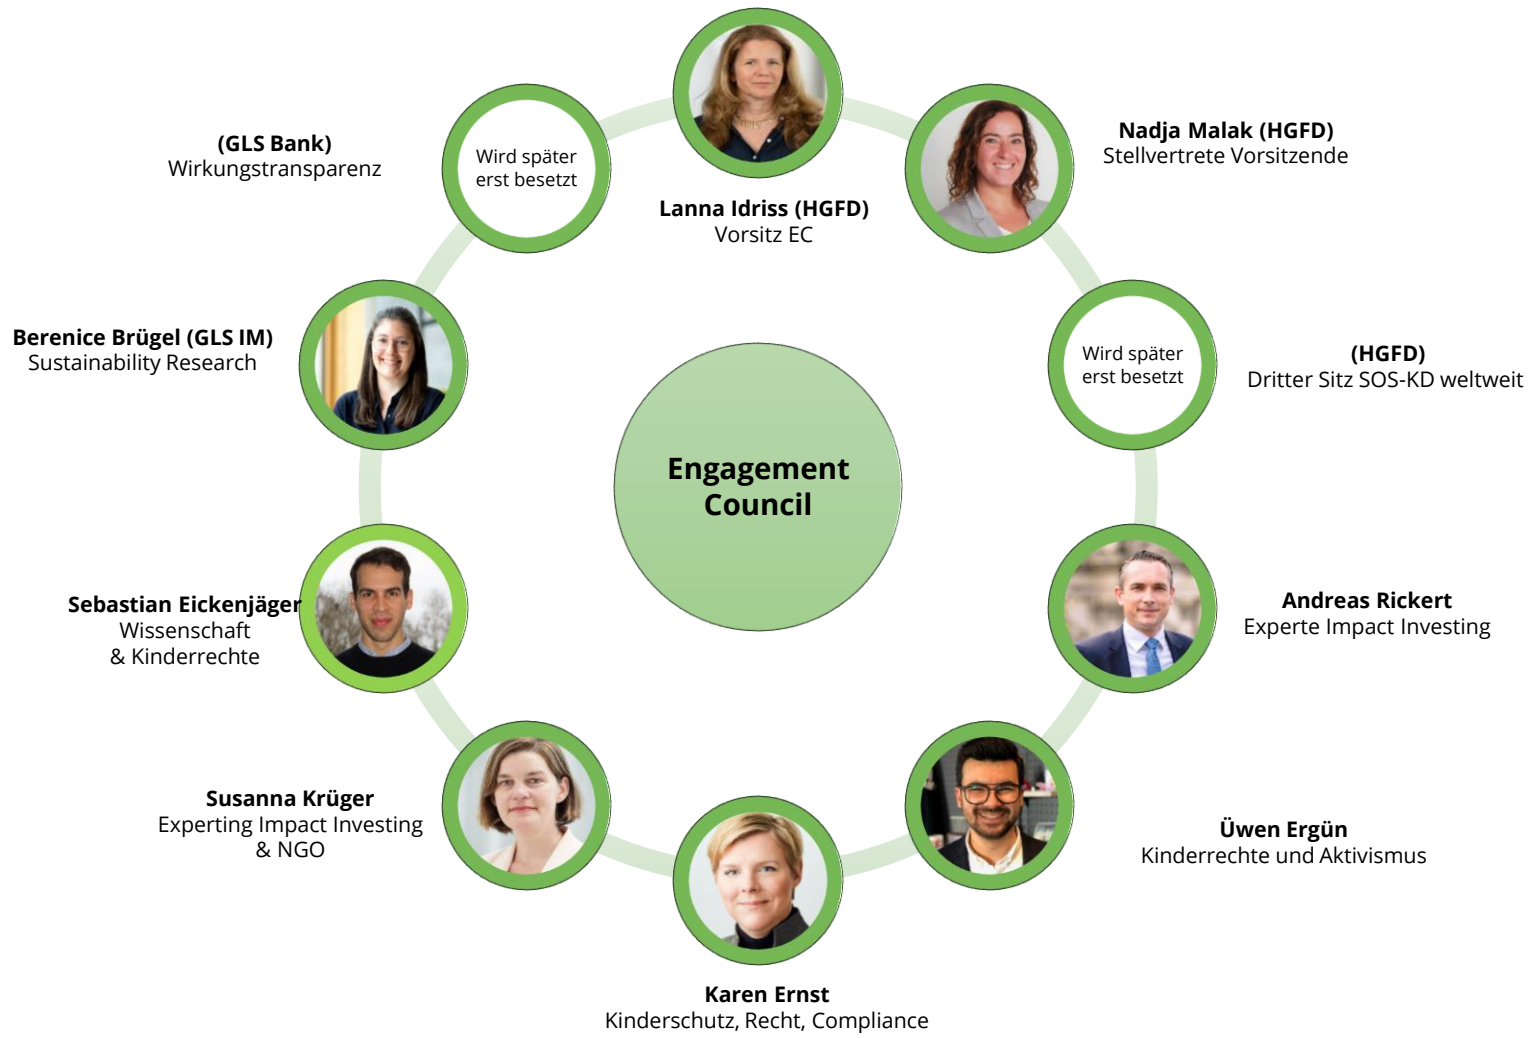 Lanna Idriss (HGFD)
Vorsitz EC
Nadja Malak (HGFD)
Stellvertrete Vorsitzende
Wird später
erst besetzt
(HGFD)
Dritter Sitz SOS-KD weltweit
Andreas Rickert
Experte Impact Investing
Üwen Ergün
Kinderrechte und Aktivismus
Karen Ernst
Kinderschutz, Recht, Compliance
Susanna Krüger
Experting Impact Investing
& NGO
Sebastian Eickenjäger
Wissenschaft
& Kinderrechte
Berenice Brügel (GLS IM)
Sustainability Research
(GLS Bank)
Wirkungstransparenz
Wird später
erst besetzt
Engagement
Council